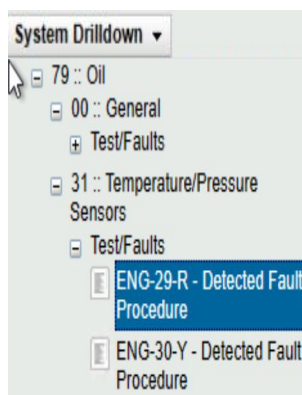 System Drilldown
79 :: Oil
00 :: General
Test/Faults
31 :: Temperature/Pressure
Sensors
Test/Faults
ENG-29-R - Detected Fault
Procedure
ENG-30-Y - Detected Fault
Procedure